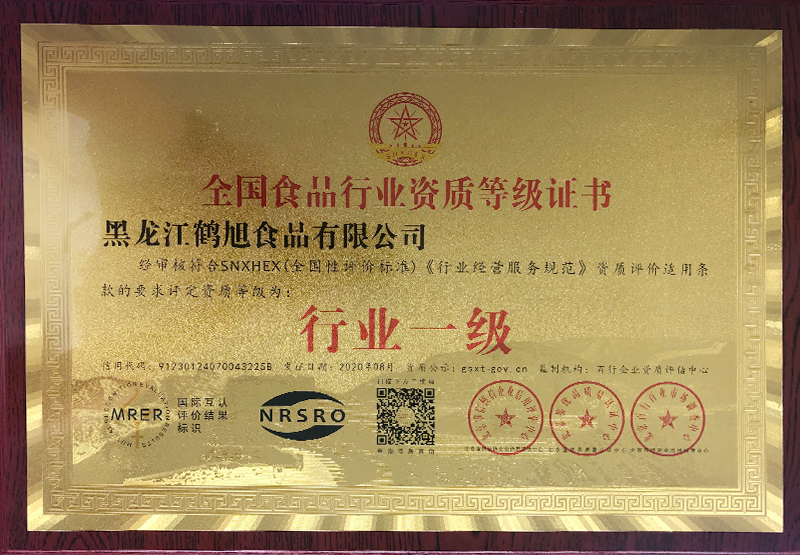 全国食品行业资质等级证书
黑龙江鹤旭食品有限公司
经审核符合SNXHEX(全国性评价标准)《行业经营服务规范》资质评价适用条
款的要求评定资质等级为：
行业一级
信用代码：91230124070043225B 发证日期：2020年08月 资质公示：gsxt-gov.cn 监制机构：百行企业资质评估中心
MRER
国际互认
评价结果
标识
NRSRO